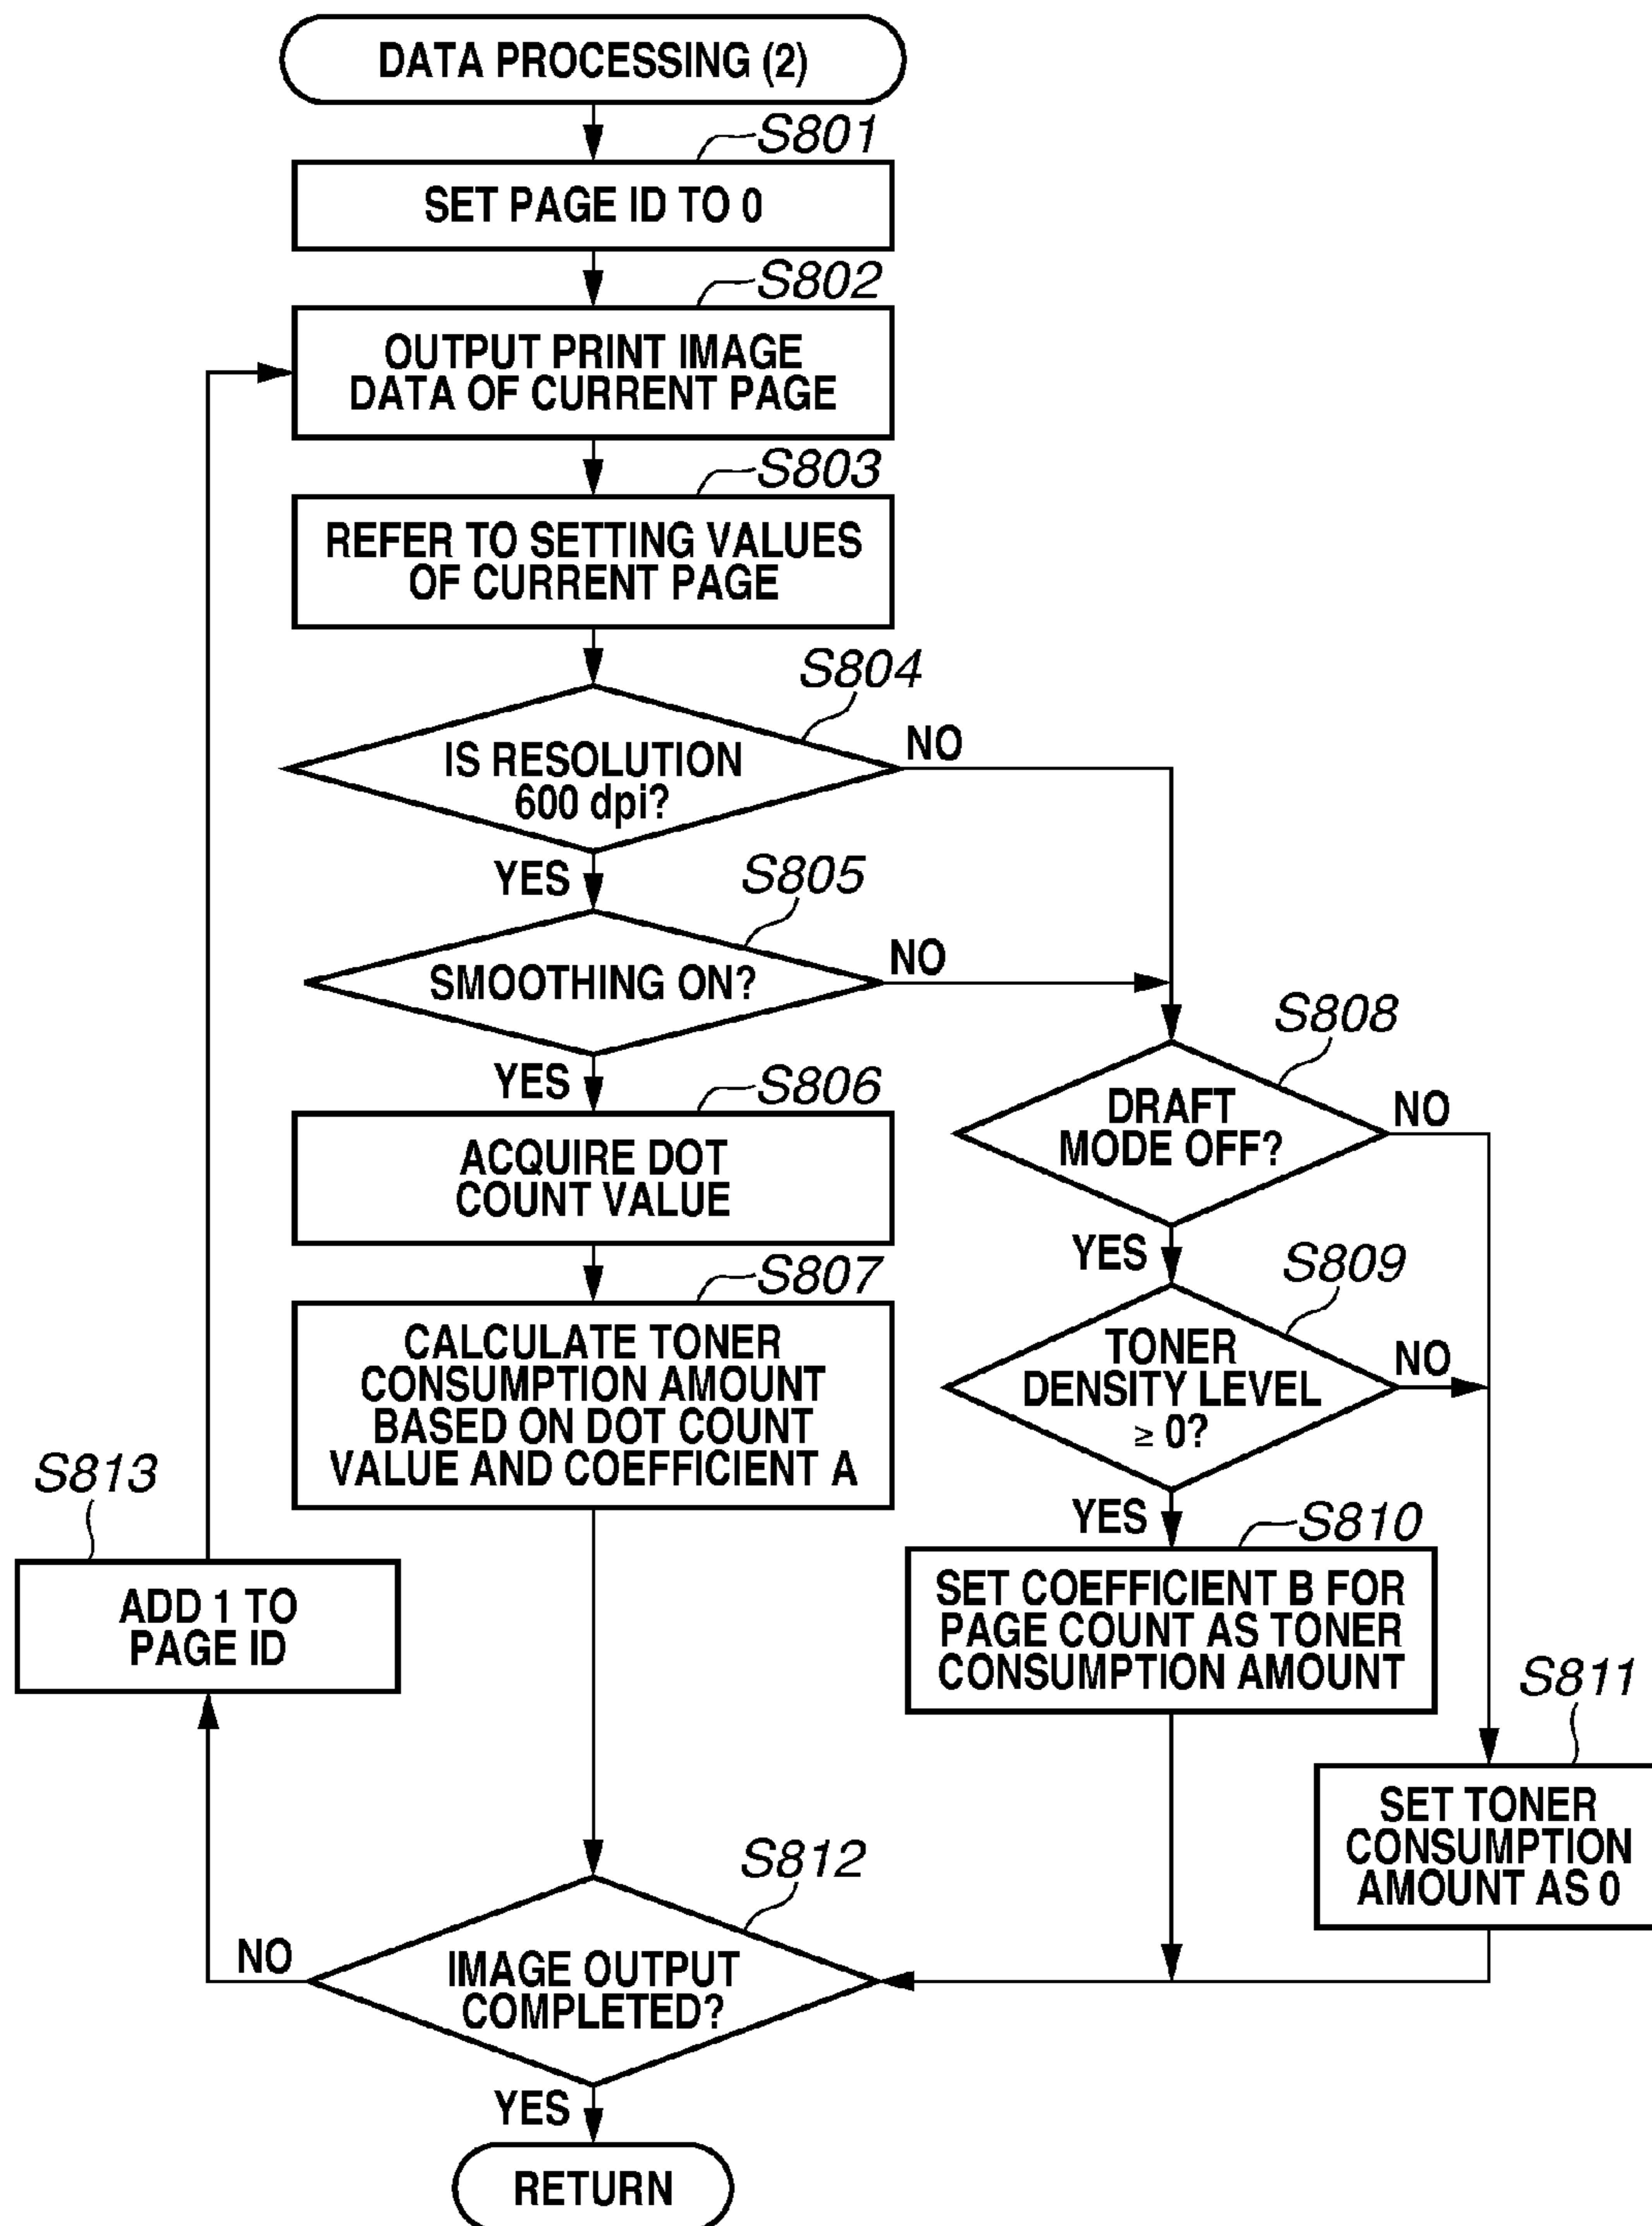 DATA PROCESSING (2)
S801
SET PAGE ID TO 0
S802
OUTPUT PRINT IMAGE
DATA OF CURRENT PAGE
S803
REFER TO SETTING VALUES
OF CURRENT PAGE
S804
IS RESOLUTION
600 dpi?
NO
YES
S805
SMOOTHING ON?
NO
YES
S806
ACQUIRE DOT
COUNT VALUE
S807
CALCULATE TONER
CONSUMPTION AMOUNT
BASED ON DOT COUNT
VALUE AND COEFFICIENT A
S808
DRAFT
MODE OFF?
NO
YES
S809
TONER
DENSITY LEVEL
≥ 0?
NO
YES
S810
SET COEFFICIENT B FOR
PAGE COUNT AS TONER
CONSUMPTION AMOUNT
S811
SET TONER
CONSUMPTION
AMOUNT AS 0
S812
IMAGE OUTPUT
COMPLETED?
NO
YES
S813
ADD 1 TO
PAGE ID
RETURN